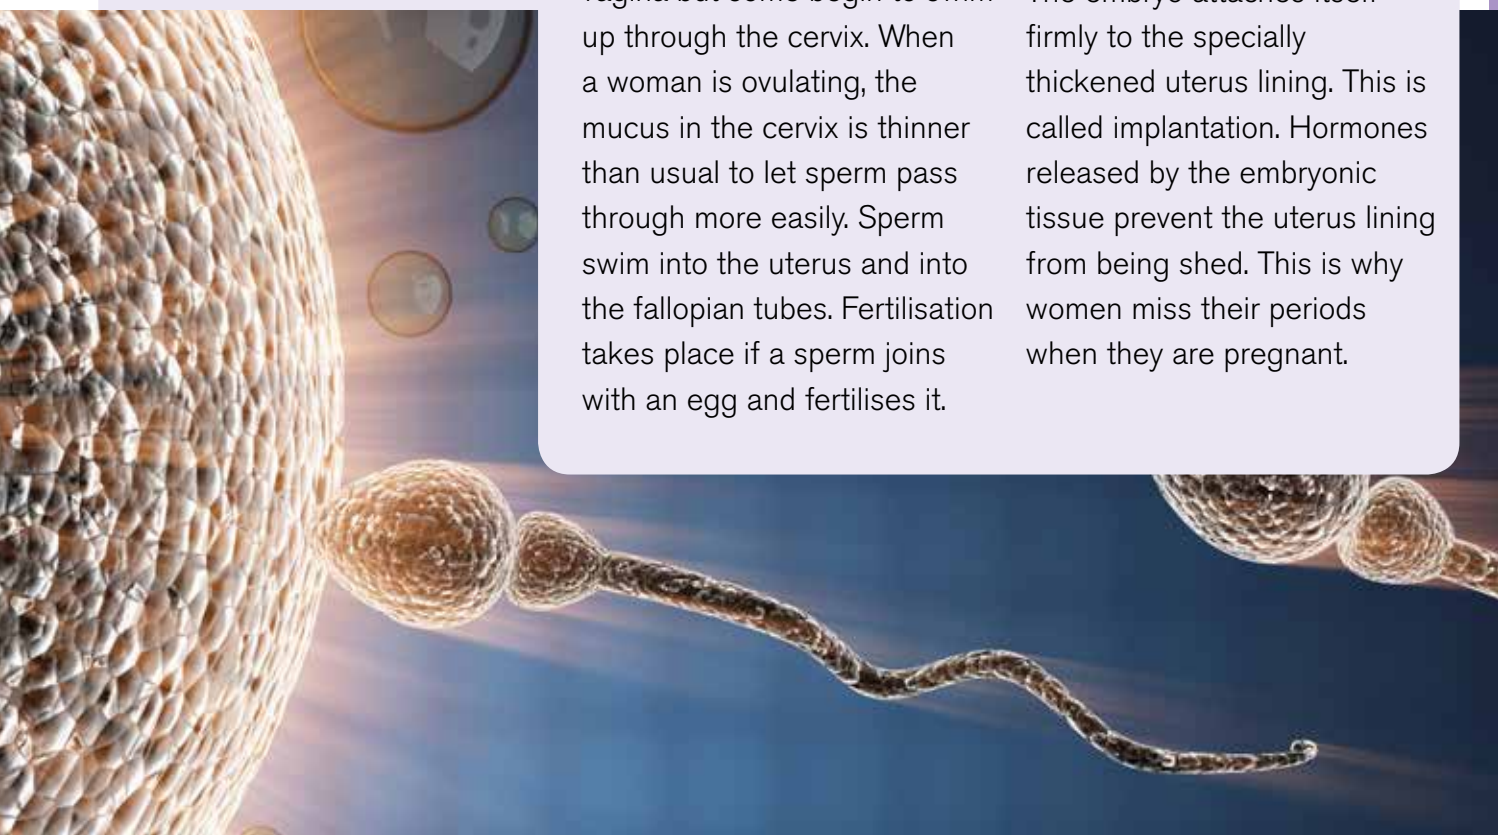 up through the cervix. When
a woman is ovulating, the
mucus in the cervix is thinner
than usual to let sperm pass
through more easily. Sperm
swim into the uterus and into
the fallopian tubes. Fertilisation
takes place if a sperm joins
with an egg and fertilises it.
firmly to the specially
thickened uterus lining. This is
called implantation. Hormones
released by the embryonic
tissue prevent the uterus lining
from being shed. This is why
women miss their periods
when they are pregnant.